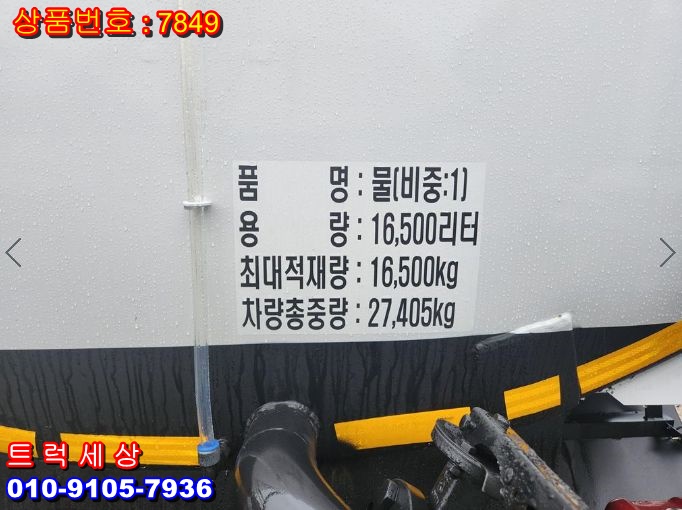 상품번호 : 7849
품 명 : 물(비중:1)
용 량 : 16,500리터
최대적재량 : 16,500kg
차량총중량 : 27,405kg
트럭세상
010-9105-7936